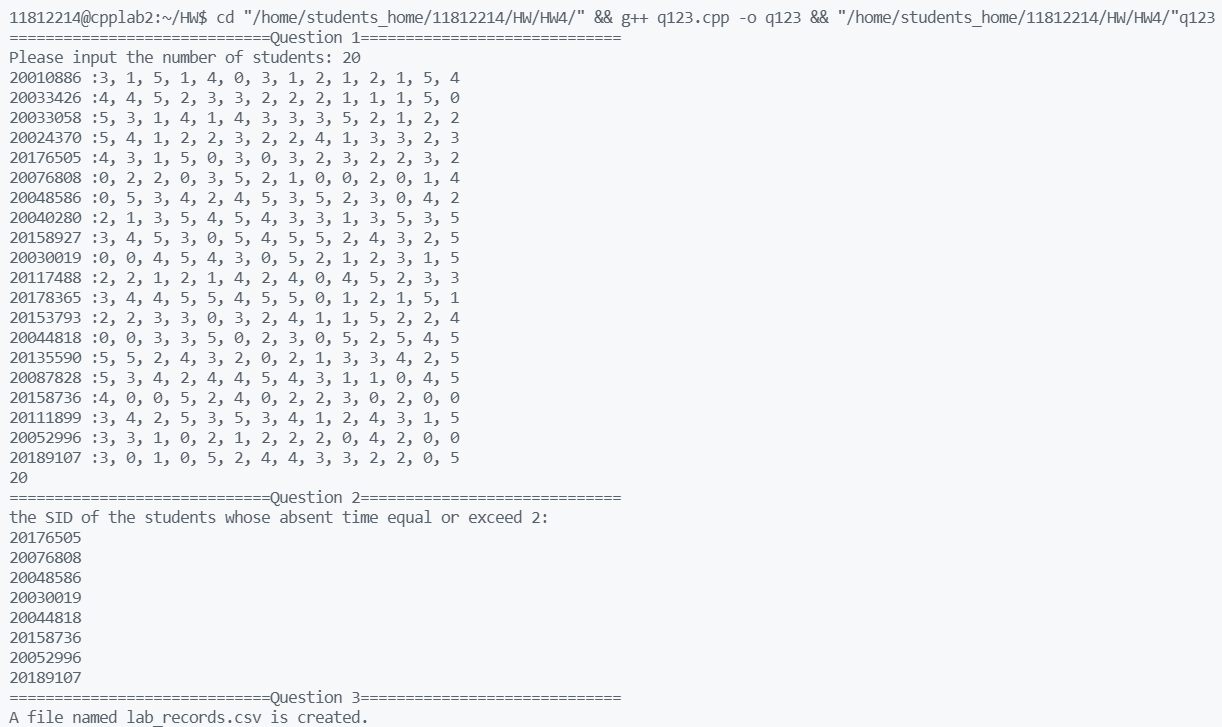 11812214@cpplab2:~/HW$ cd "/home/students_home/11812214/HW/HW4/" && g++ q123.cpp -o q123 && "/home/students_home/11812214/HW/HW4/"q123
=============================Question 1=============================
Please input the number of students: 20
20010886 :3, 1, 5, 1, 4, 0, 3, 1, 2, 1, 2, 1, 5, 4
20033426 :4, 4, 5, 2, 3, 3, 2, 2, 2, 1, 1, 1, 5, 0
20033058 :5, 3, 1, 4, 1, 4, 3, 3, 3, 5, 2, 1, 2, 2
20024370 :5, 4, 1, 2, 2, 3, 2, 2, 4, 1, 3, 3, 2, 3
20176505 :4, 3, 1, 5, 0, 3, 0, 3, 2, 3, 2, 2, 3, 2
20076808 :0, 2, 2, 0, 3, 5, 2, 1, 0, 0, 2, 0, 1, 4
20048586 :0, 5, 3, 4, 2, 4, 5, 3, 5, 2, 3, 0, 4, 2
20040280 :2, 1, 3, 5, 4, 5, 4, 3, 3, 1, 3, 5, 3, 5
20158927 :3, 4, 5, 3, 0, 5, 4, 5, 5, 2, 4, 3, 2, 5
20030019 :0, 0, 4, 5, 4, 3, 0, 5, 2, 1, 2, 3, 1, 5
20117488 :2, 2, 1, 2, 1, 4, 2, 4, 0, 4, 5, 2, 3, 3
20178365 :3, 4, 4, 5, 5, 4, 5, 5, 0, 1, 2, 1, 5, 1
20153793 :2, 2, 3, 3, 0, 3, 2, 4, 1, 1, 5, 2, 2, 4
20044818 :0, 0, 3, 3, 5, 0, 2, 3, 0, 5, 2, 5, 4, 5
20135590 :5, 5, 2, 4, 3, 2, 0, 2, 1, 3, 3, 4, 2, 5
20087828 :5, 3, 4, 2, 4, 4, 5, 4, 3, 1, 1, 0, 4, 5
20158736 :4, 0, 0, 5, 2, 4, 0, 2, 2, 3, 0, 2, 0, 0
20111899 :3, 4, 2, 5, 3, 5, 3, 4, 1, 2, 4, 3, 1, 5
20052996 :3, 3, 1, 0, 2, 1, 2, 2, 2, 0, 4, 2, 0, 0
20189107 :3, 0, 1, 0, 5, 2, 4, 4, 3, 3, 2, 2, 0, 5
20
=============================Question 2=============================
the SID of the students whose absent time equal or exceed 2:
20176505
20076808
20048586
20030019
20044818
20158736
20052996
20189107
=============================Question 3=============================
A file named lab_records.csv is created.